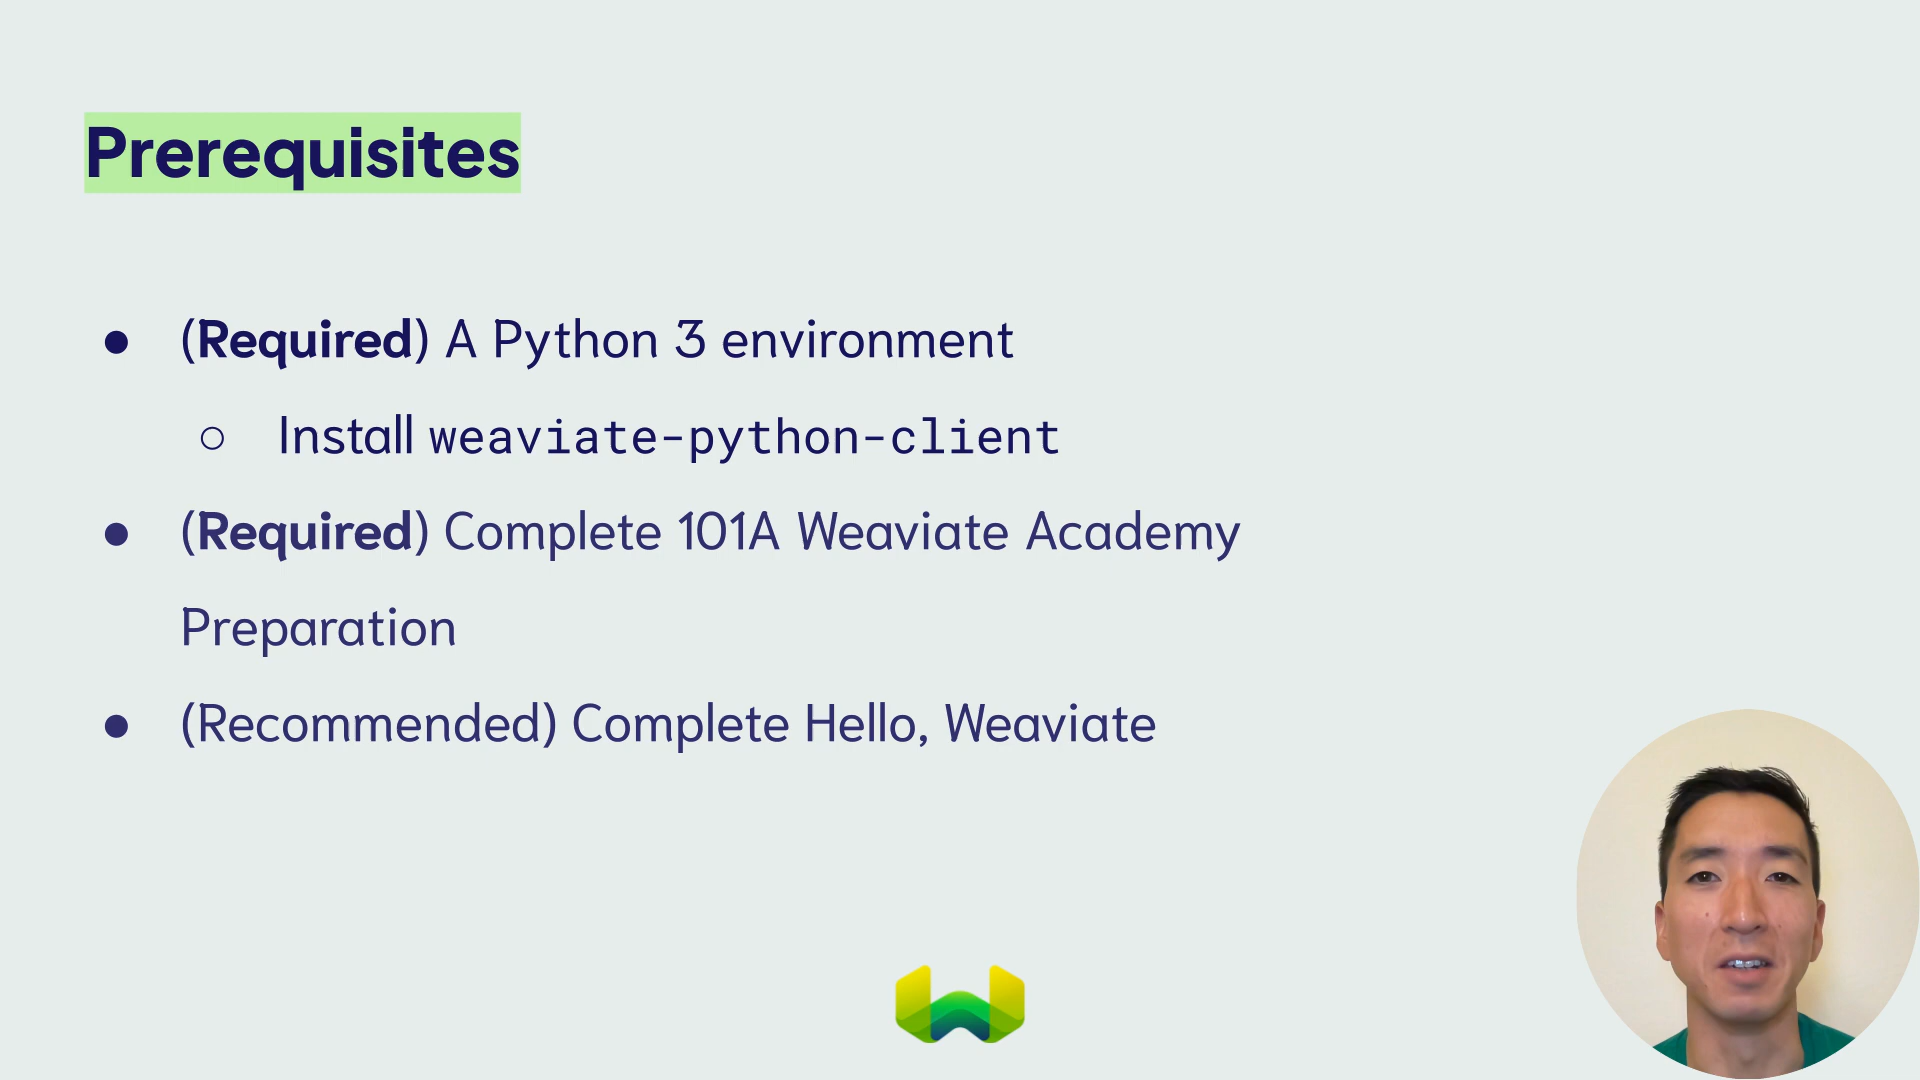 Prerequisites
● (Required) A Python 3 environment
○ Install weaviate-python-client
● (Required) Complete 101A Weaviate Academy
Preparation
● (Recommended) Complete Hello, Weaviate